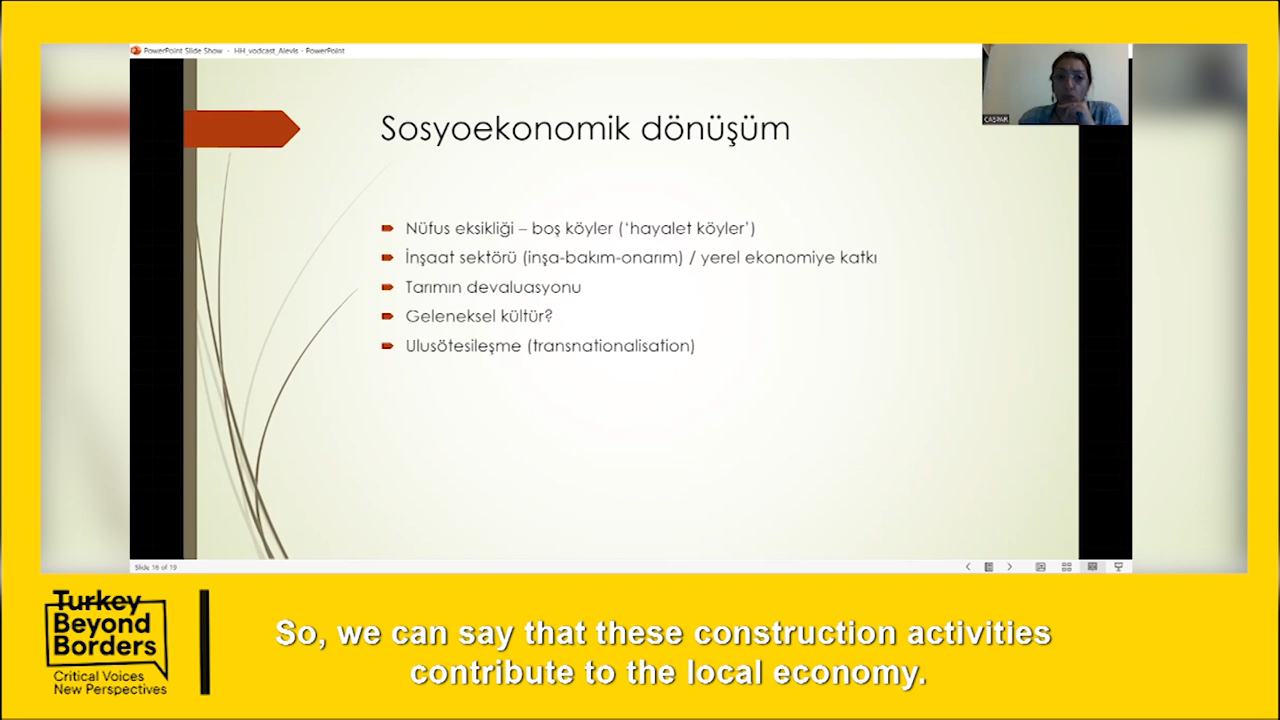 PowerPoint Slide Show - HH_vodcast_Alevis - PowerPoint
CASPAR
Sosyoekonomik dönüşüm
Nüfus eksikliği – boş köyler (‘hayalet köyler’)
İnşaat sektörü (inşa-bakım-onarım) / yerel ekonomiye katkı
Tarımın devaluasyonu
Geleneksel kültür?
Ulusötesileşme (transnationalisation)
Slide 16 of 19
Turkey
Beyond
Borders
Critical Voices
New Perspectives
So, we can say that these construction activities
contribute to the local economy.